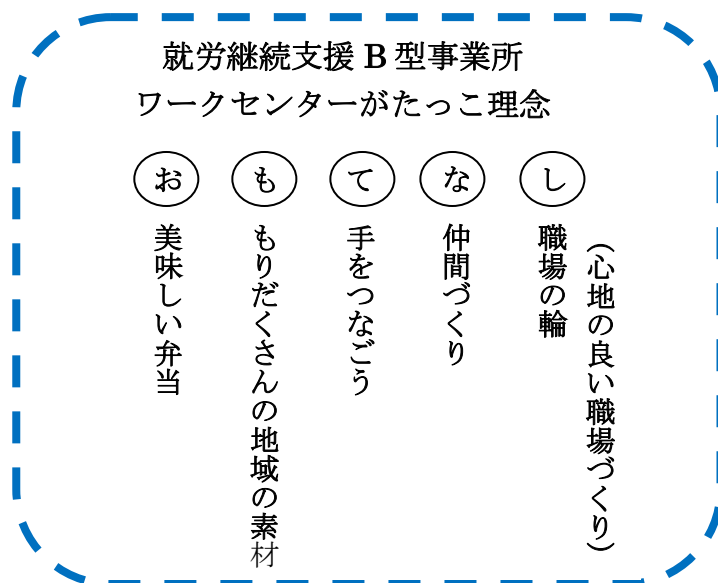 就労継続支援B型事業所
ワークセンターがたっこ理念
お
美味しい弁当
も
もりだくさんの地域の素材
て
手をつなごう
な
仲間づくり
し
職場の輪
(心地の良い職場づくり)